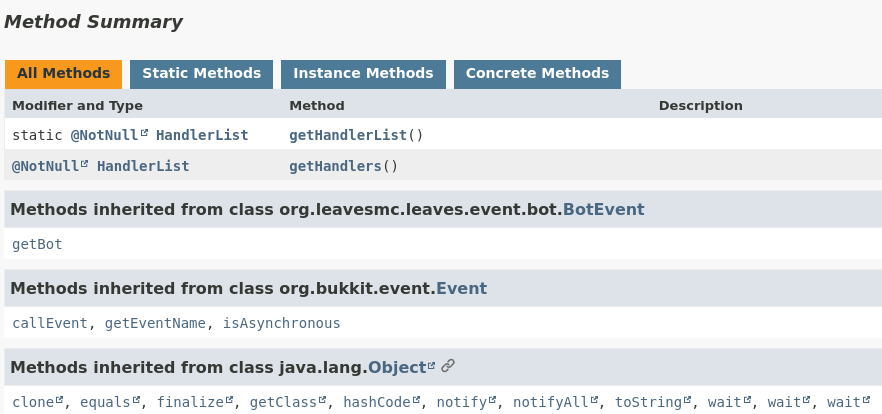 Method Summary
All Methods Static Methods Instance Methods Concrete Methods
Modifier and Type Method Description
static @NotNull HandlerList getHandlerList()
@NotNull HandlerList getHandlers()
Methods inherited from class org.leavesmc.leaves.event.bot.BotEvent
getBot
Methods inherited from class org.bukkit.event.Event
callEvent, getEventName, isAsynchronous
Methods inherited from class java.lang.Object
clone, equals, finalize, getClass, hashCode, notify, notifyAll, toString, wait, wait, wait